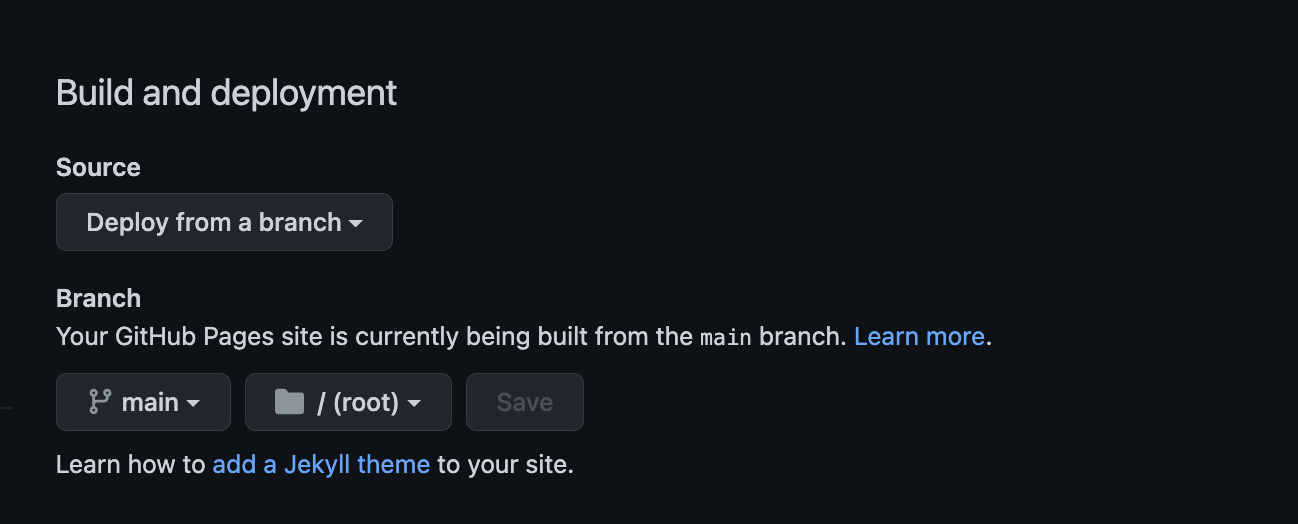 Build and deployment
Source
Deploy from a branch
Branch
Your GitHub Pages site is currently being built from the main branch. Learn more.
main / (root) Save
Learn how to add a Jekyll theme to your site.